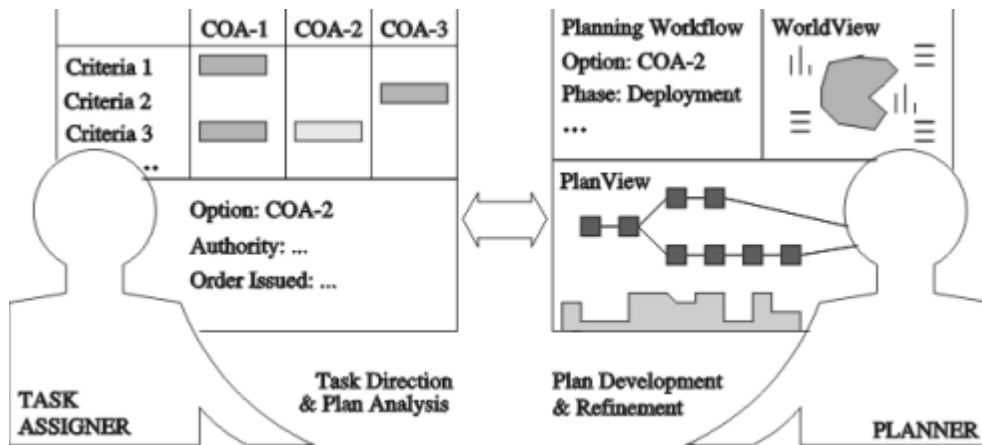 COA-1 COA-2 COA-3
Criteria 1
Criteria 2
Criteria 3
..
Option: COA-2
Authority: ...
Order Issued: ...
Task Direction
& Plan Analysis
TASK
ASSIGNER
Planning Workflow
Option: COA-2
Phase: Deployment
...
WorldView
PlanView
Plan Development
& Refinement
PLANNER